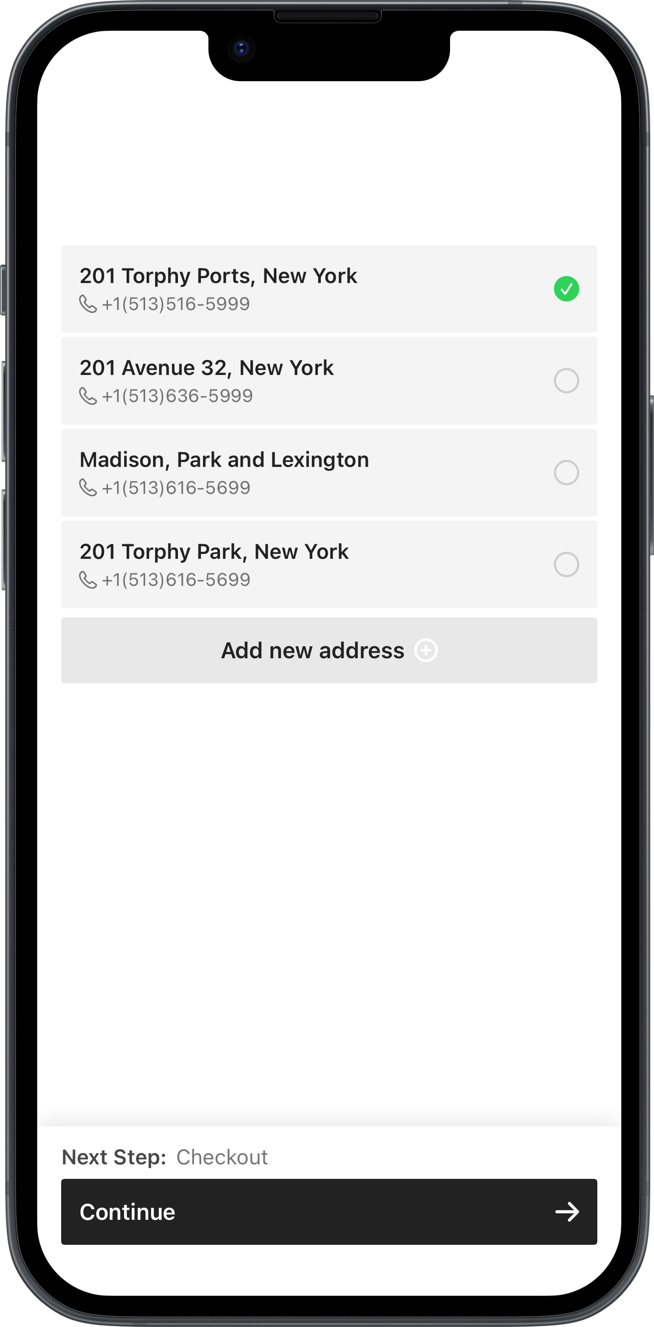 201 Torphy Ports, New York
+1(513)516-5999
201 Avenue 32, New York
+1(513)636-5999
Madison, Park and Lexington
+1(513)616-5699
201 Torphy Park, New York
+1(513)616-5699
Add new address
Next Step: Checkout
Continue